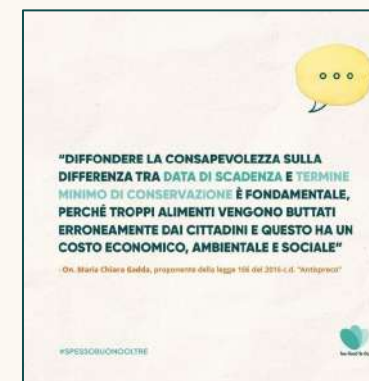 "DIFFONDERE LA CONSAPEVOLEZZA SULLA
DIFFERENZA TRA DATA DI SCADENZA E TERMINE
MINIMO DI CONSERVAZIONE È FONDAMENTALE,
PERCHÉ TROPPI ALIMENTI VENGONO BUTTATI
ERRONEAMENTE DAI CITTADINI E QUESTO HA UN
COSTO ECONOMICO, AMBIENTALE E SOCIALE"
- On. Maria Chiara Gadda, proponente della legge 166 del 2016 c.d. "Antispreco"
#SPESSOBUONOOLTRE